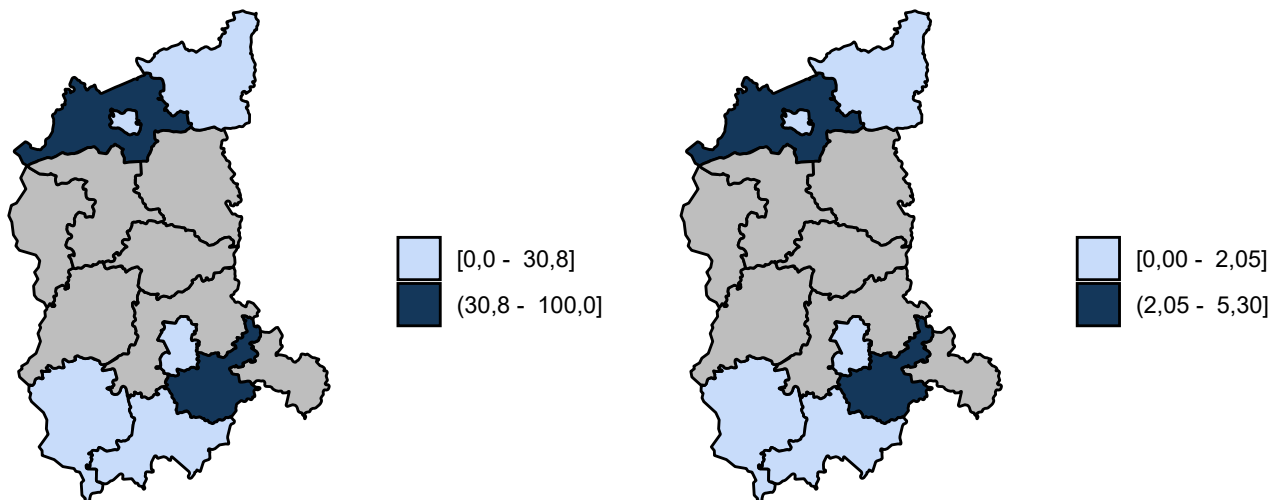 [0,0 - 30,8]
(30,8 - 100,0]
[0,00 - 2,05]
(2,05 - 5,30]